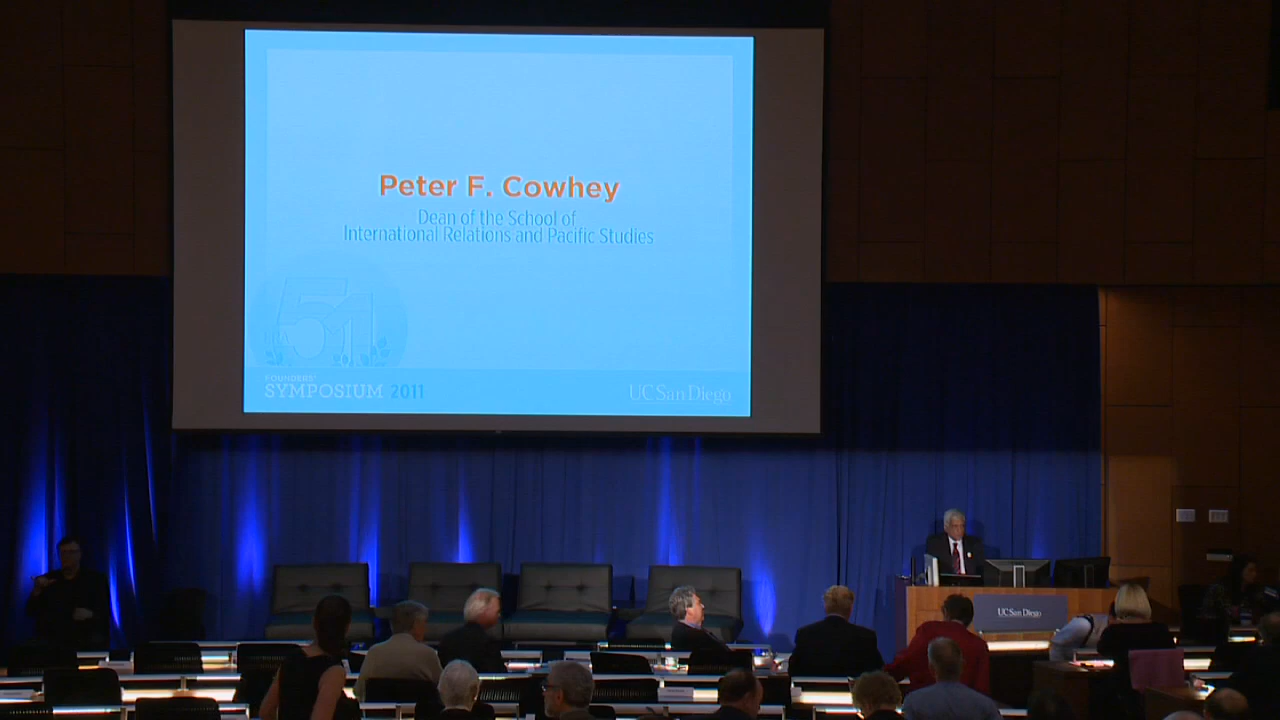 Peter F. Cowhey
Dean of the School of
International Relations and Pacific Studies
51
FOUNDERS'
SYMPOSIUM 2011
UC San Diego
UC San Diego